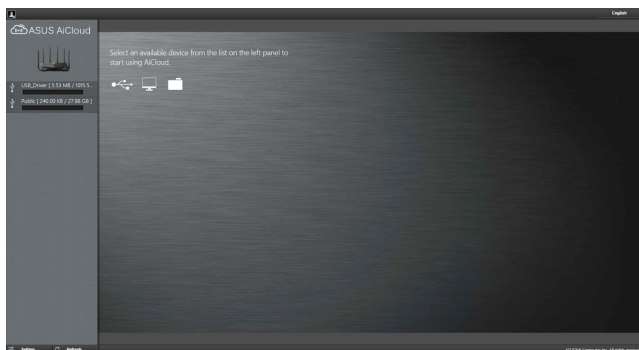 English
ASUS AiCloud
Select an available device from the list on the left panel to
start using AiCloud.
USB_Driver [ 5.53 MB / 1015.5...
Public [ 240.00 KB / 27.88 GB ]
Setting
Refresh